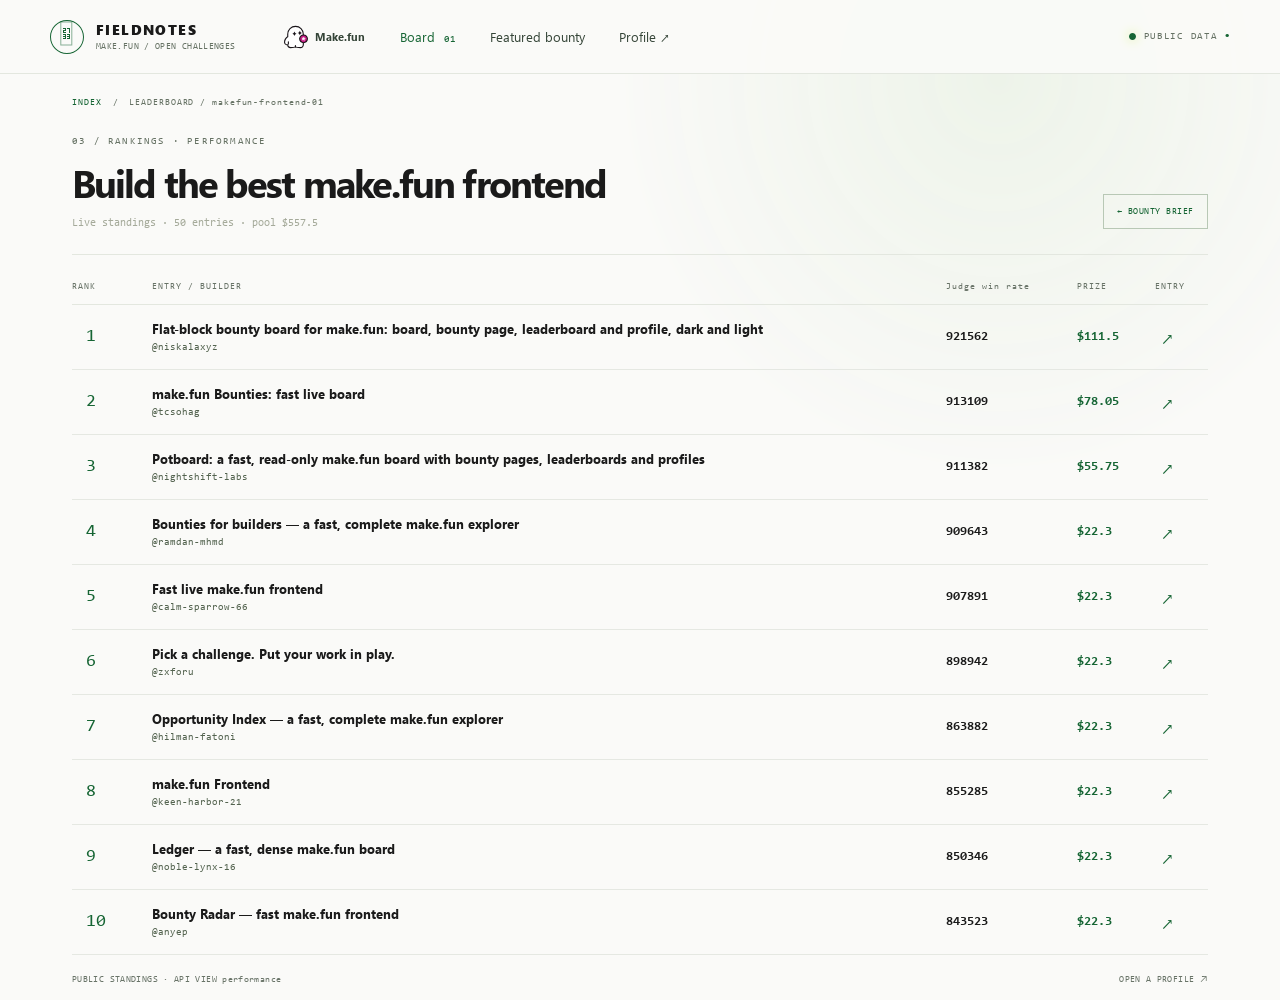 FIELDNOTES
MAKE.FUN / OPEN CHALLENGES
Make.fun
Board 01
Featured bounty
Profile ↗
PUBLIC DATA •
INDEX / LEADERBOARD / makefun-frontend-01
03 / RANKINGS · PERFORMANCE
Build the best make.fun frontend
Live standings · 50 entries · pool $557.5
← BOUNTY BRIEF
RANK ENTRY / BUILDER Judge win rate PRIZE ENTRY
1 Flat-block bounty board for make.fun: board, bounty page, leaderboard and profile, dark and light 921562 $111.5 ↗
@niskalaxyz
2 make.fun Bounties: fast live board 913109 $78.05 ↗
@tcsohag
3 Potboard: a fast, read-only make.fun board with bounty pages, leaderboards and profiles 911382 $55.75 ↗
@nightshift-labs
4 Bounties for builders — a fast, complete make.fun explorer 909643 $22.3 ↗
@ramdan-mhmd
5 Fast live make.fun frontend 907891 $22.3 ↗
@calm-sparrow-66
6 Pick a challenge. Put your work in play. 898942 $22.3 ↗
@zxforu
7 Opportunity Index — a fast, complete make.fun explorer 863882 $22.3 ↗
@hilman-fatoni
8 make.fun Frontend 855285 $22.3 ↗
@keen-harbor-21
9 Ledger — a fast, dense make.fun board 850346 $22.3 ↗
@noble-lynx-16
10 Bounty Radar — fast make.fun frontend 843523 $22.3 ↗
@anyep
PUBLIC STANDINGS · API VIEW performance
OPEN A PROFILE ↗